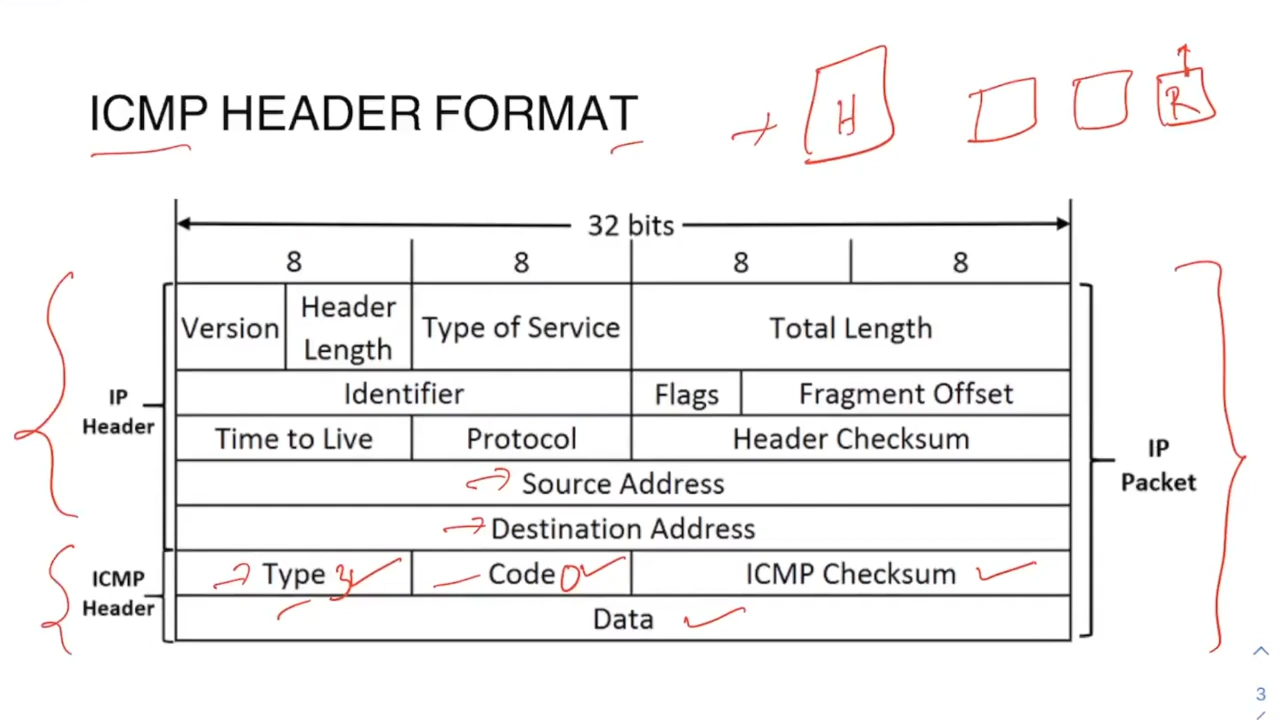 ICMP HEADER FORMAT
H
R
32 bits
8 8 8 8
Version Header Length Type of Service Total Length
Identifier Flags Fragment Offset
IP Header
Time to Live Protocol Header Checksum
IP Packet
Source Address
Destination Address
ICMP Header
Type 3 Code 0 ICMP Checksum
Data
3